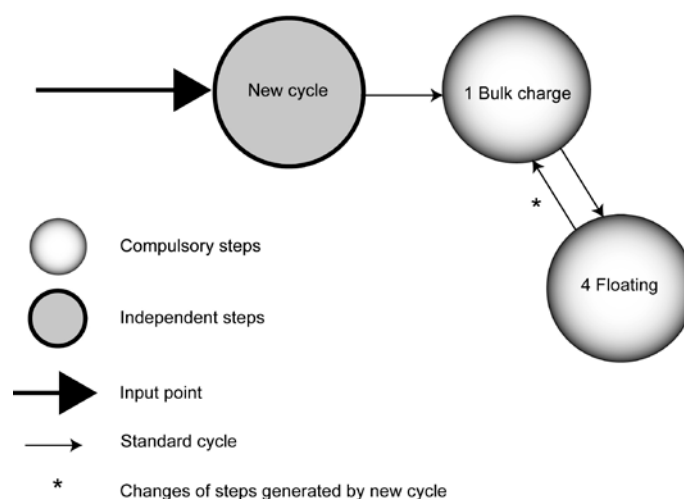 New cycle
1 Bulk charge
*
4 Floating
Compulsory steps
Independent steps
Input point
Standard cycle
* Changes of steps generated by new cycle